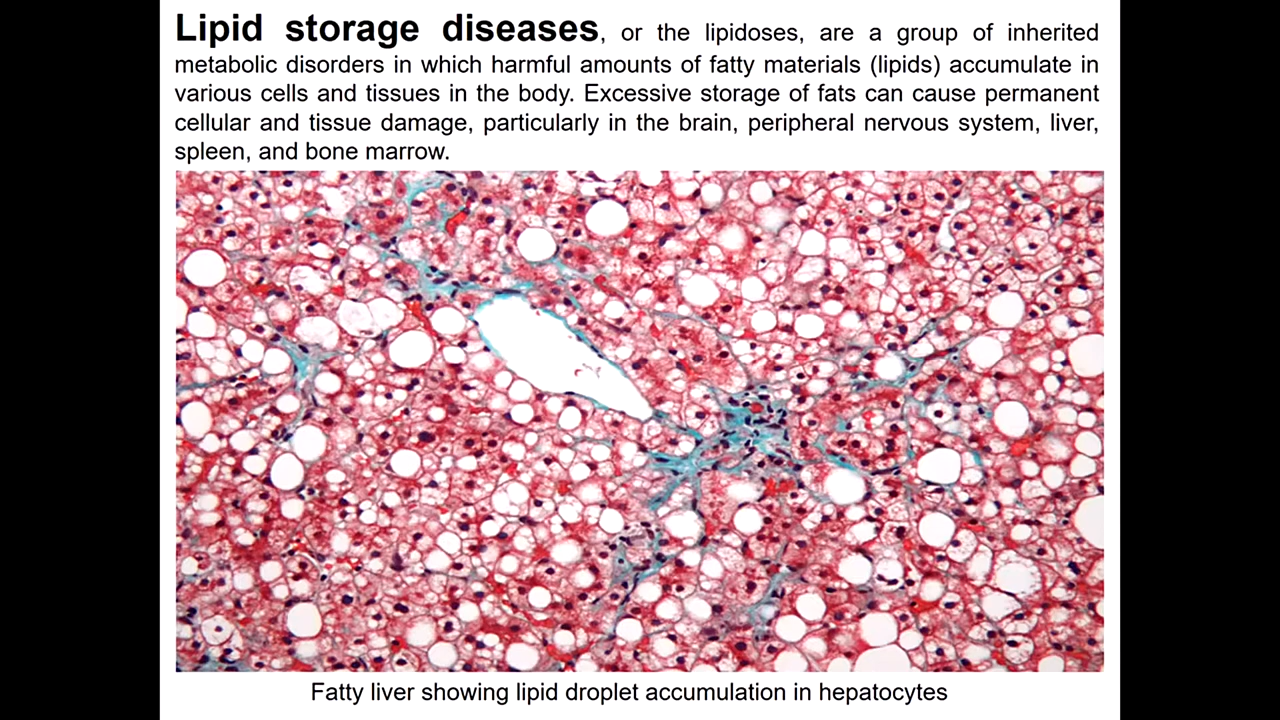 Lipid storage diseases, or the lipidoses, are a group of inherited
metabolic disorders in which harmful amounts of fatty materials (lipids) accumulate in
various cells and tissues in the body. Excessive storage of fats can cause permanent
cellular and tissue damage, particularly in the brain, peripheral nervous system, liver,
spleen, and bone marrow.
Fatty liver showing lipid droplet accumulation in hepatocytes